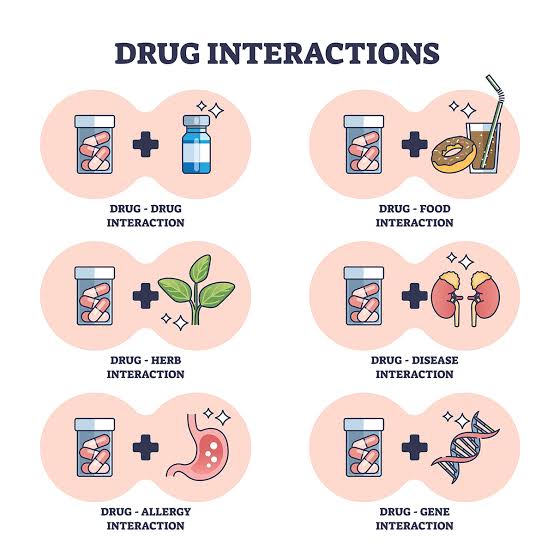 DRUG INTERACTIONS
DRUG - DRUG
INTERACTION
DRUG - FOOD
INTERACTION
DRUG - HERB
INTERACTION
DRUG - DISEASE
INTERACTION
DRUG - ALLERGY
INTERACTION
DRUG - GENE
INTERACTION